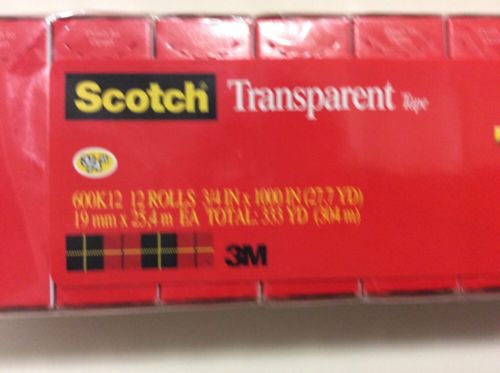 Scotch Transparent Tape
600K12 12 ROLLS 3/4 IN x 1000 IN (27,7 YD)
19 mm x 25,4 m EA TOTAL: 333 YD (304 m)
3M